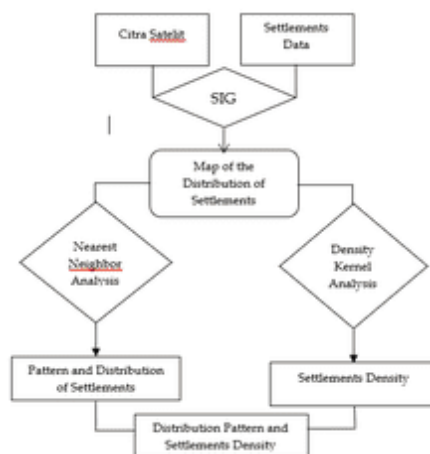 Citra Satelit
Settlements
Data
SIG
Map of the
Distribution of
Settlements
Nearest
Neighbor
Analysis
Density
Kernel
Analysis
Pattern and Distribution
of Settlements
Settlements Density
Distribution Pattern and
Settlements Density